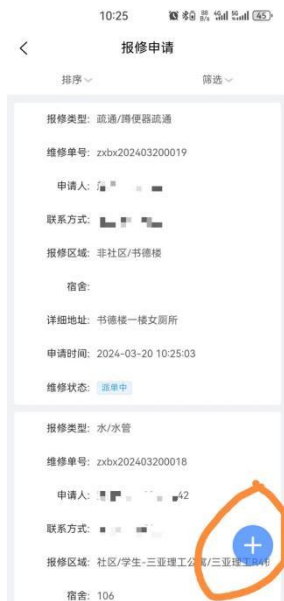 10:25
45
报修申请
排序
筛选
报修类型: 疏通/蹲便器疏通
维修单号: zxbx202403200019
申请人:
联系方式:
报修区域: 非社区/书德楼
宿舍:
详细地址: 书德楼一楼女厕所
申请时间: 2024-03-20 10:25:03
维修状态: 派单中
报修类型: 水/水管
维修单号: zxbx202403200018
申请人: 42
联系方式:
报修区域: 社区/学生-三亚理工公寓/三亚理工
宿舍: 106